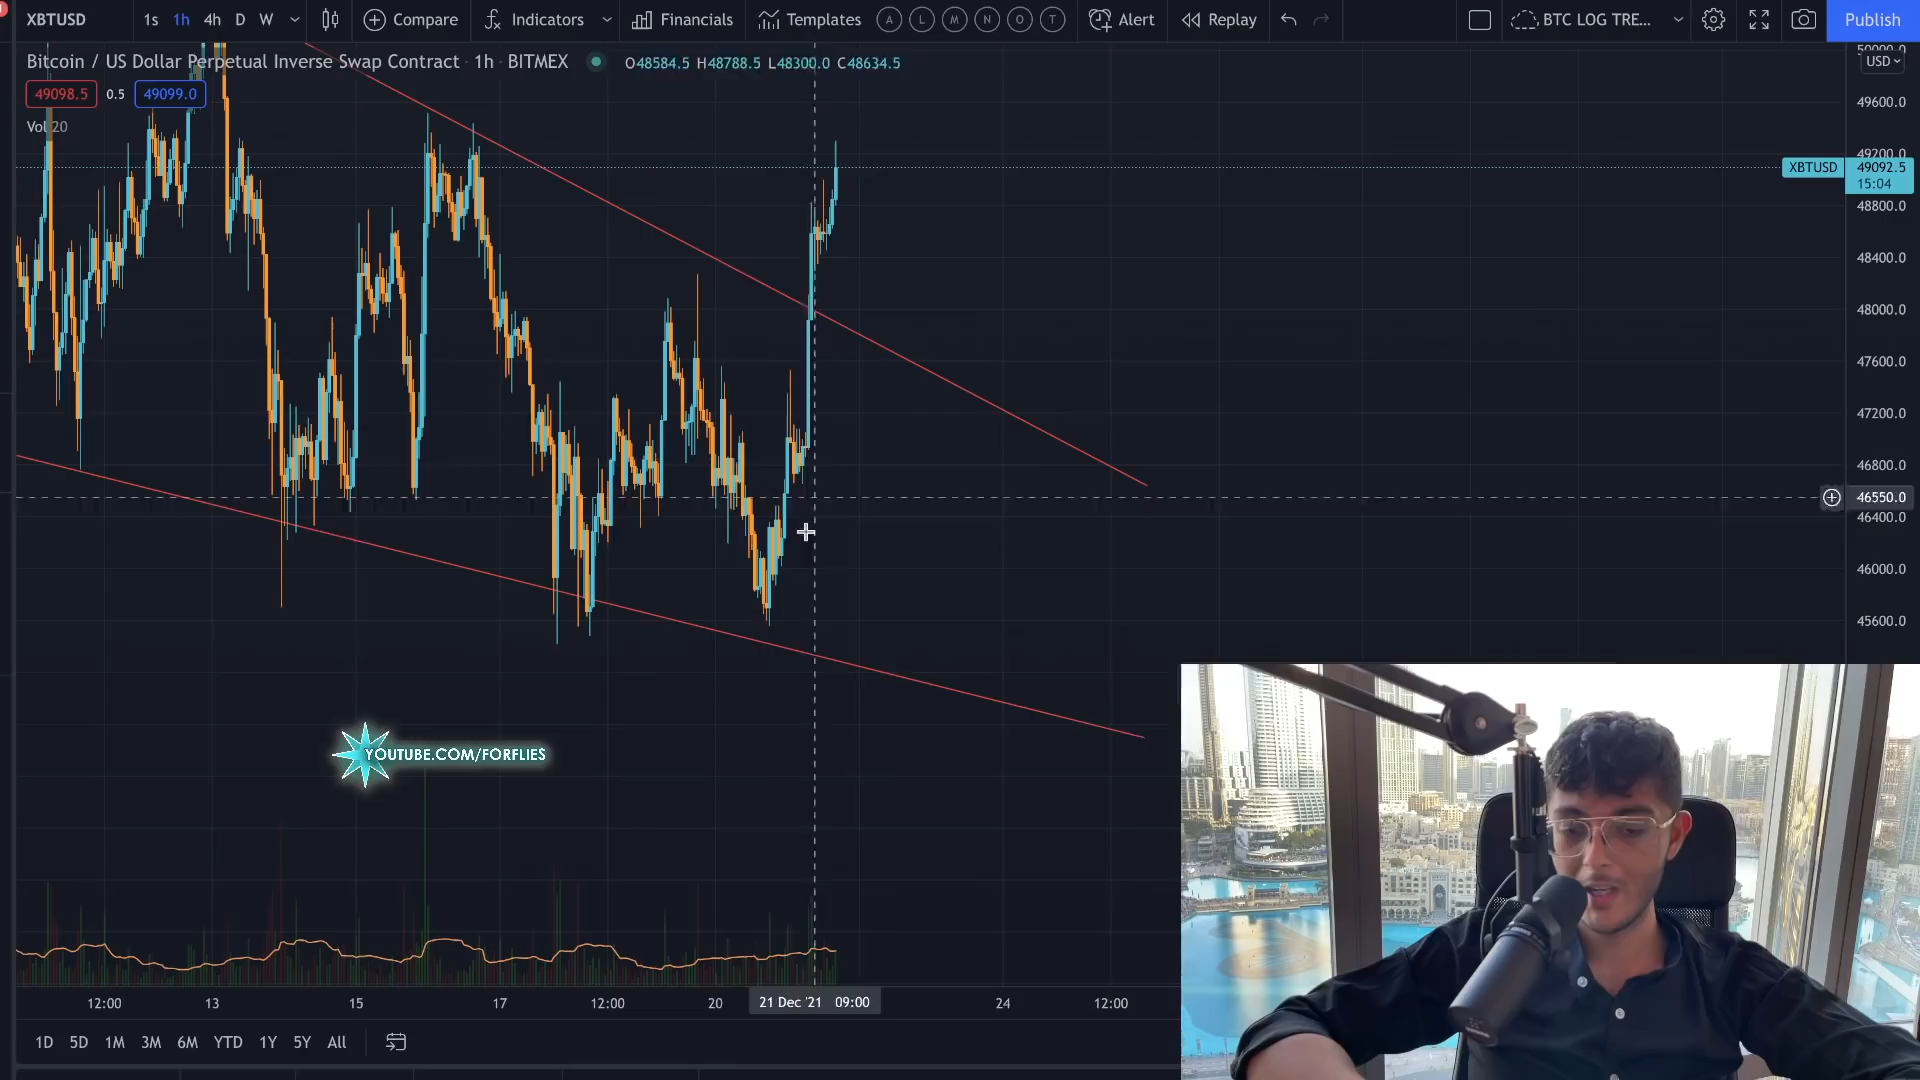 XBTUSD 1s 1h 4h D W Compare Indicators Financials Templates A L M N O T Alert Replay BTC LOG TRE... Publish
Bitcoin / US Dollar Perpetual Inverse Swap Contract · 1h · BITMEX O48584.5 H48788.5 L48300.0 C48634.5
USD
49098.5 0.5 49099.0
49600.0
Vol 20
49200.0
XBTUSD 49092.5
15:04
48800.0
48400.0
48000.0
47600.0
47200.0
46800.0
46550.0
46400.0
46000.0
45600.0
YOUTUBE.COM/FORFLIES
12:00 13 15 17 12:00 20 21 Dec '21 09:00 24 12:00
1D 5D 1M 3M 6M YTD 1Y 5Y All